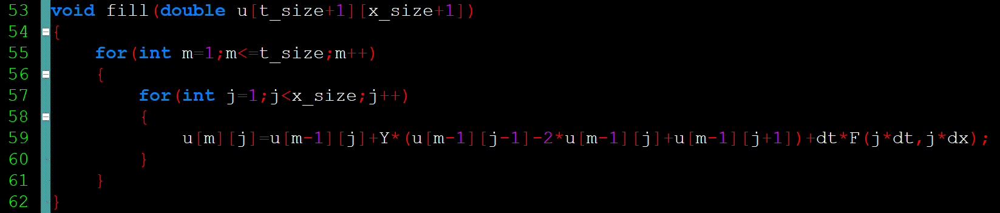 53 void fill(double u[t_size+1][x_size+1])
54 {
55     for(int m=1;m<=t_size;m++)
56     {
57         for(int j=1;j<x_size;j++)
58         {
59             u[m][j]=u[m-1][j]+Y*(u[m-1][j-1]-2*u[m-1][j]+u[m-1][j+1])+dt*F(j*dt,j*dx);
60         }
61     }
62 }